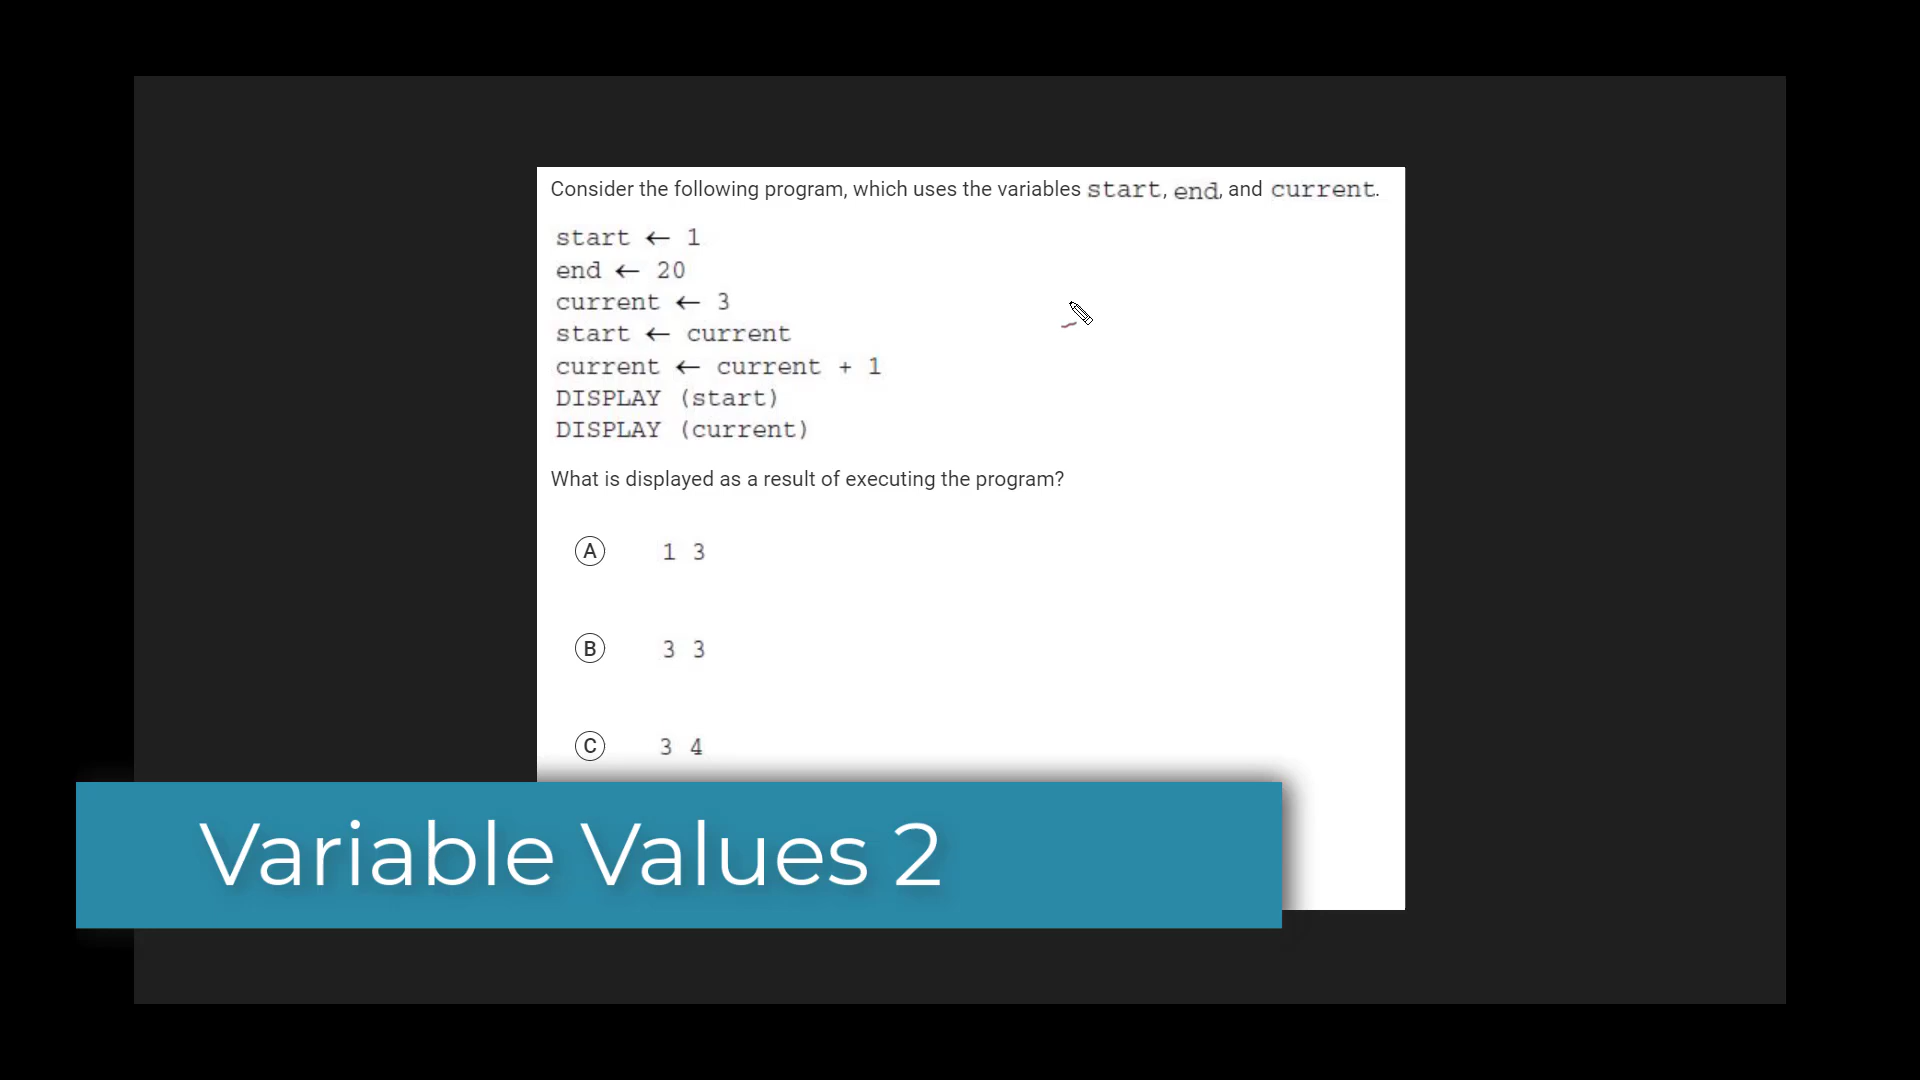 Consider the following program, which uses the variables start, end, and current.
start ← 1
end ← 20
current ← 3
start ← current
current ← current + 1
DISPLAY (start)
DISPLAY (current)
What is displayed as a result of executing the program?
A 1 3
B 3 3
C 3 4
Variable Values 2